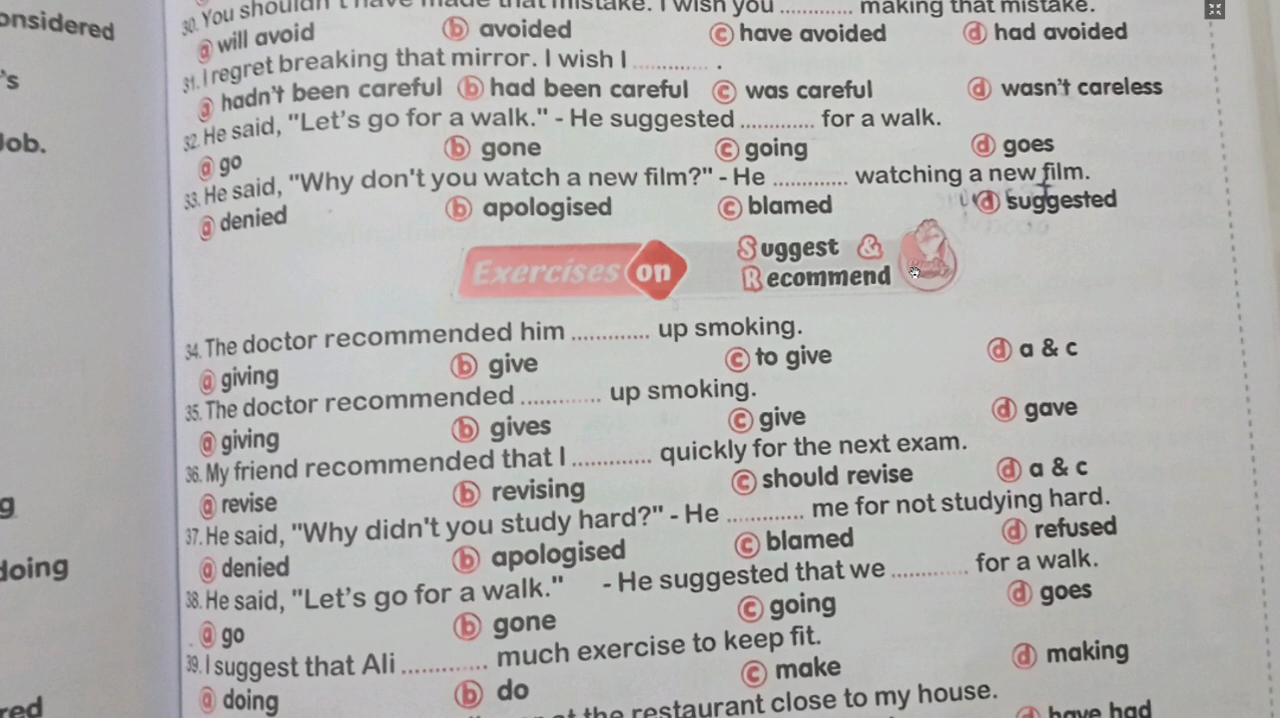 onsidered
's
Job.
g
doing
red
30. You shouldn't have made that mistake. I wish you ............ making that mistake.
a will avoid b avoided c have avoided d had avoided
31. I regret breaking that mirror. I wish I ............ .
a hadn't been careful b had been careful c was careful d wasn't careless
32. He said, "Let's go for a walk." - He suggested ............ for a walk.
a go b gone c going d goes
33. He said, "Why don't you watch a new film?" - He ............ watching a new film.
a denied b apologised c blamed d suggested
Exercises on Suggest &
Recommend
34. The doctor recommended him ............ up smoking.
a giving b give c to give d a & c
35. The doctor recommended ............ up smoking.
a giving b gives c give d gave
36. My friend recommended that I ............ quickly for the next exam.
a revise b revising c should revise d a & c
37. He said, "Why didn't you study hard?" - He ............ me for not studying hard.
a denied b apologised c blamed d refused
38. He said, "Let's go for a walk." - He suggested that we ............ for a walk.
a go b gone c going d goes
39. I suggest that Ali ............ much exercise to keep fit.
a doing b do c make d making
the restaurant close to my house.
d have had